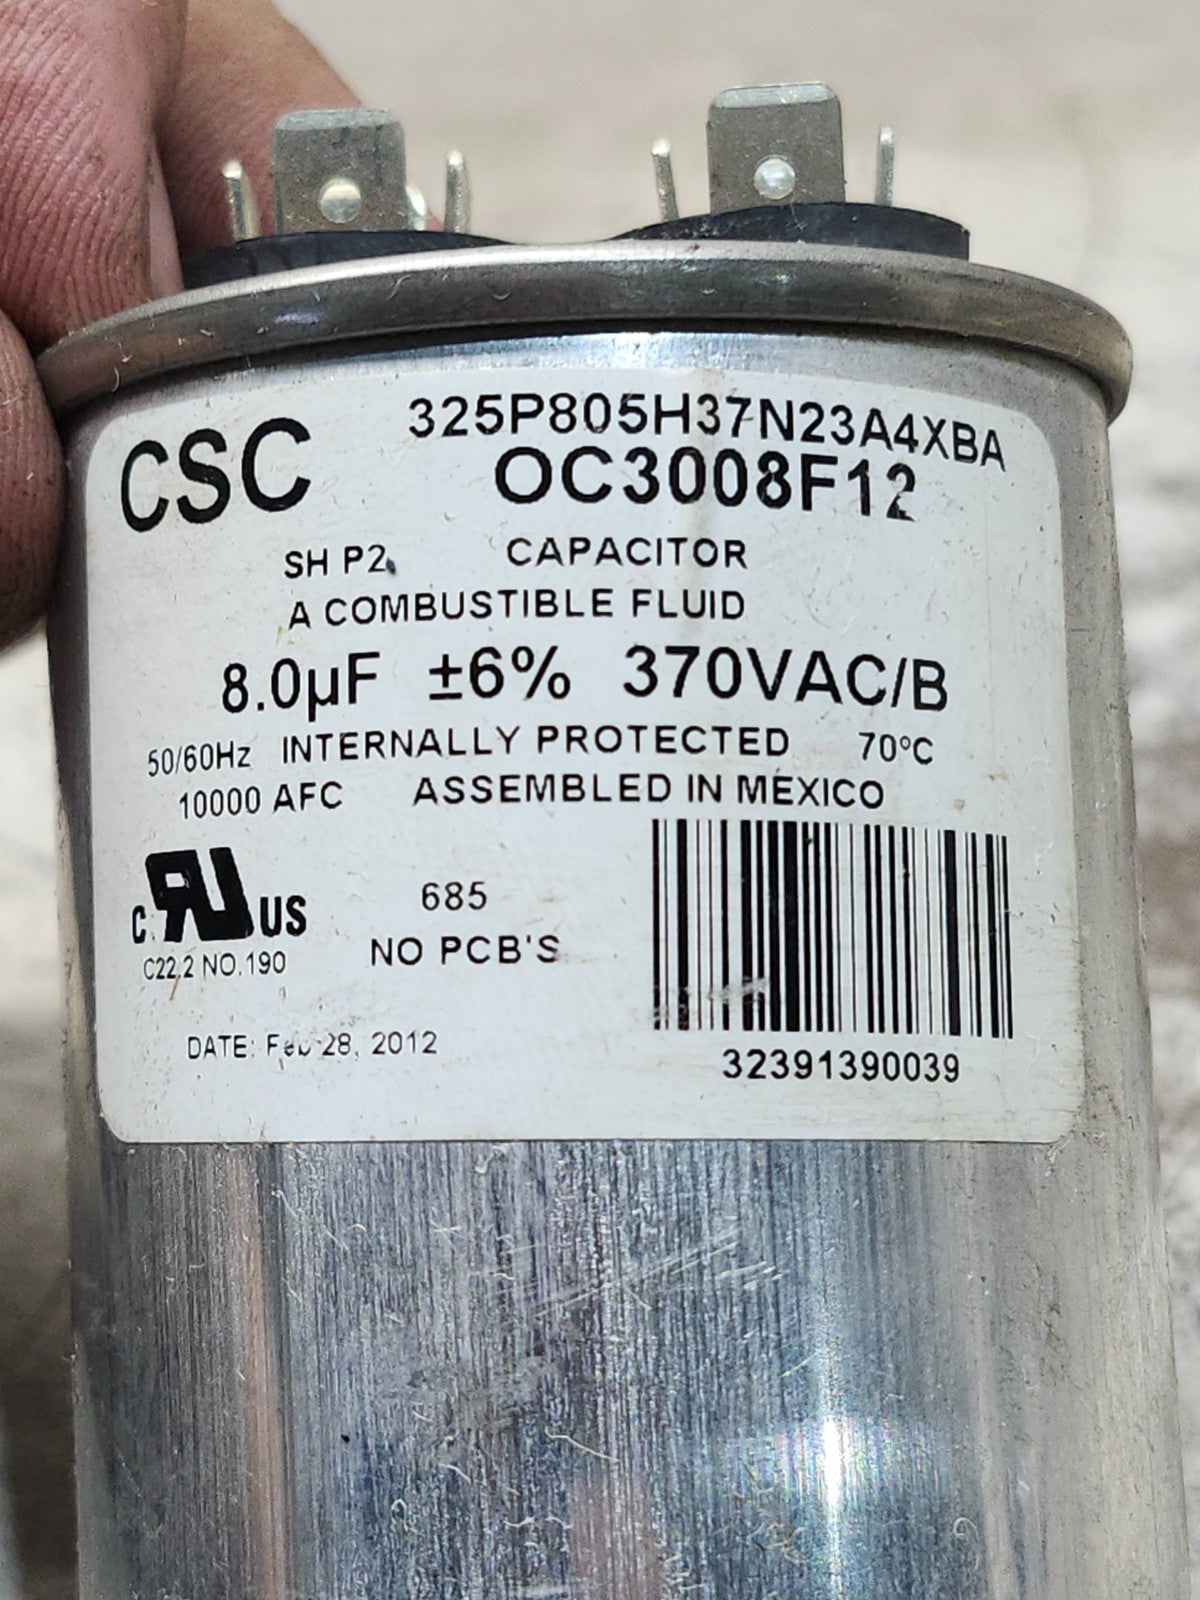 325P805H37N23A4XBA
CSC OC3008F12
SH P2 CAPACITOR
A COMBUSTIBLE FLUID
8.0µF ±6% 370VAC/B
50/60Hz INTERNALLY PROTECTED 70°C
10000 AFC ASSEMBLED IN MEXICO
c RU US
685
C22.2 NO.190
NO PCB'S
DATE: Feb 28, 2012
32391390039